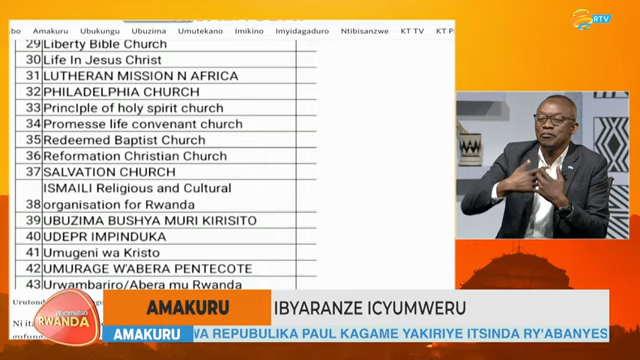 RTV
ibo Amakuru Ubukungu Ubuzima Umutekano Imikino Imyidagaduro Ntibisanzwe KT TV KT P
29 Liberty Bible Church
30 Life In Jesus Christ
31 LUTHERAN MISSION N AFRICA
32 PHILADELPHIA CHURCH
33 Principle of holy spirit church
34 Promesse life convenant church
35 Redeemed Baptist Church
36 Reformation Christian Church
37 SALVATION CHURCH
38 ISMAILI Religious and Cultural
organisation for Rwanda
39 UBUZIMA BUSHYA MURI KIRISITO
40 UDEPR IMPINDUKA
41 Umugeni wa Kristo
42 UMURAGE W'ABERA PENTECOTE
43 Urwambariro/Abera mu Rwanda
Ni
RWANDA
AMAKURU IBYARANZE ICYUMWERU
AMAKURU WA REPUBULIKA PAUL KAGAME YAKIRIYE ITSINDA RY'ABANYES